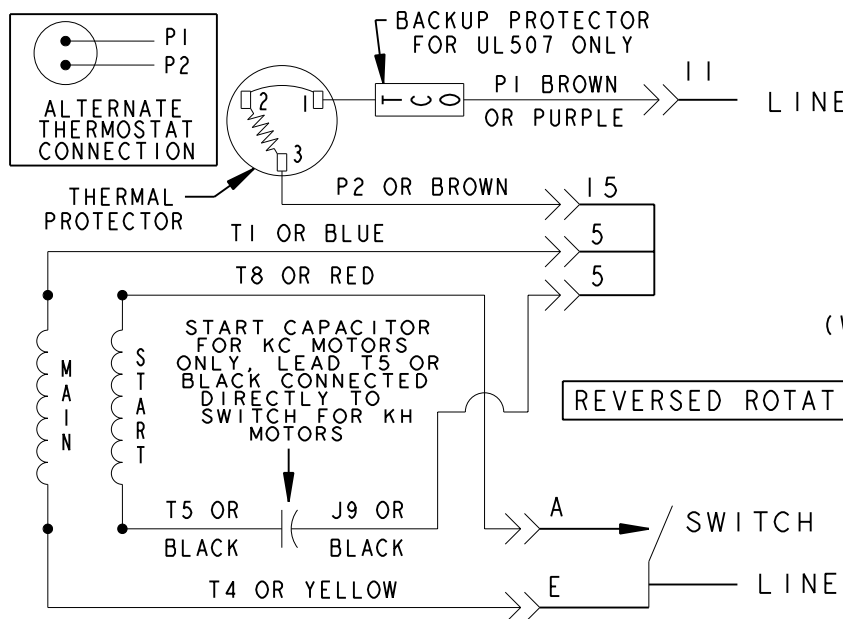 P1
P2
ALTERNATE
THERMOSTAT
CONNECTION
BACKUP PROTECTOR
FOR UL507 ONLY
TCO
P1 BROWN
OR PURPLE
11
LINE
2
1
3
THERMAL
PROTECTOR
P2 OR BROWN
15
T1 OR BLUE
5
T8 OR RED
5
START CAPACITOR
FOR KC MOTORS
ONLY, LEAD T5 OR
BLACK CONNECTED
DIRECTLY TO
SWITCH FOR KH
MOTORS
MAIN
START
(W
REVERSED ROTAT
T5 OR
BLACK
J9 OR
BLACK
A
SWITCH
T4 OR YELLOW
E
LINE